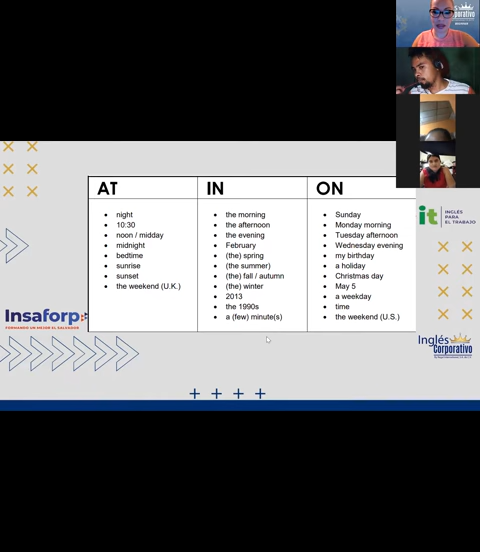 AT
night
10:30
noon / midday
midnight
bedtime
sunrise
sunset
the weekend (U.K.)
IN
the morning
the afternoon
the evening
February
(the) spring
(the summer)
(the) fall / autumn
(the) winter
2013
the 1990s
a (few) minute(s)
ON
Sunday
Monday morning
Tuesday afternoon
Wednesday evening
my birthday
a holiday
Christmas day
May 5
a weekday
time
the weekend (U.S.)
it
INGLÉS
PARA
EL TRABAJO
Insaforp
FORMANDO UN MEJOR EL SALVADOR
Inglés
Corporativo